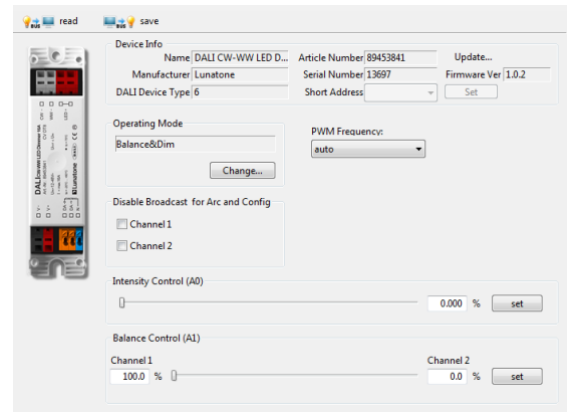 read save
Device Info
Name DALI CW-WW LED D... Article Number 89453841 Update...
Manufacturer Lunatone Serial Number 13697 Firmware Ver 1.0.2
DALI Device Type 6 Short Address Set
Operating Mode
Balance&Dim
Change...
PWM Frequency:
auto
Disable Broadcast for Arc and Config
Channel 1
Channel 2
Intensity Control (A0)
0.000 % set
Balance Control (A1)
Channel 1 Channel 2
100.0 % 0.0 % set